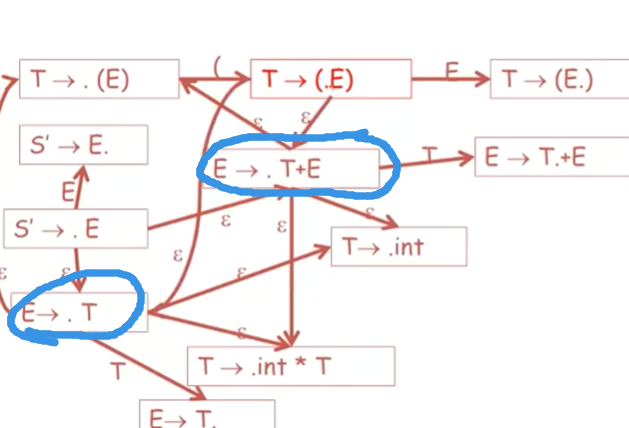 T → . (E)
(
T → (.E)
E
T → (E.)
ε
ε
S' → E.
E → . T+E
T
E → T.+E
E
S' → . E
ε
ε
ε
T→ .int
ε
ε
ε
ε
E→ . T
ε
T → .int * T
T
E→ T.